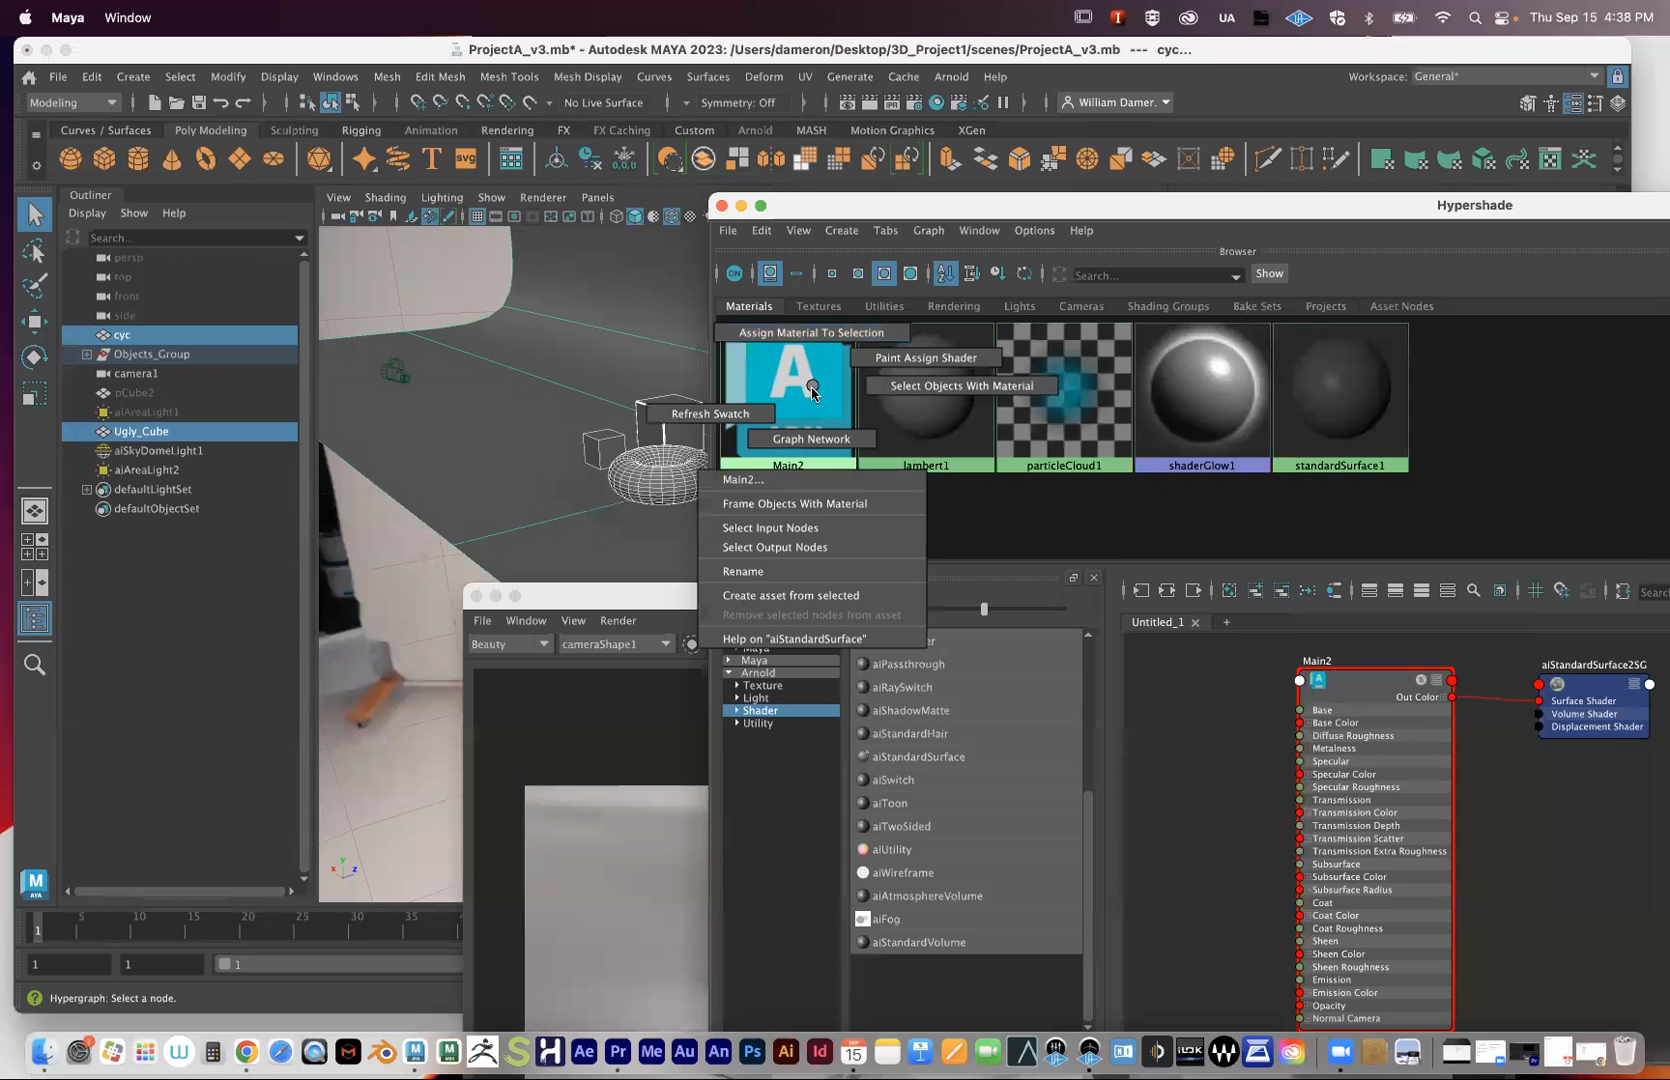 Maya Window UA Thu Sep 15 4:38 PM
ProjectA_v3.mb* - Autodesk MAYA 2023: /Users/dameron/Desktop/3D_Project1/scenes/ProjectA_v3.mb --- cyc...
File Edit Create Select Modify Display Windows Mesh Edit Mesh Mesh Tools Mesh Display Curves Surfaces Deform UV Generate Cache Arnold Help Workspace: General*
Modeling No Live Surface Symmetry: Off William Damer.
Curves / Surfaces Poly Modeling Sculpting Rigging Animation Rendering FX FX Caching Custom Arnold MASH Motion Graphics XGen
Outliner
Display Show Help
Search...
persp
top
front
side
cyc
Objects_Group
camera1
pCube2
aiAreaLight1
Ugly_Cube
aiSkyDomeLight1
aiAreaLight2
defaultLightSet
defaultObjectSet
View Shading Lighting Show Renderer Panels
Hypershade
File Edit View Create Tabs Graph Window Options Help
Browser
ON Search... Show
Materials Textures Utilities Rendering Lights Cameras Shading Groups Bake Sets Projects Asset Nodes
Assign Material To Selection
Paint Assign Shader
Select Objects With Material
Refresh Swatch
Graph Network
Main2 lambert1 particleCloud1 shaderGlow1 standardSurface1
Main2...
Frame Objects With Material
Select Input Nodes
Select Output Nodes
Rename
Create asset from selected
Remove selected nodes from asset
Help on "aiStandardSurface"
File Window View Render
Beauty cameraShape1
Maya
Maya
Arnold
Texture
Light
Shader
Utility
aiPassthrough
aiRaySwitch
aiShadowMatte
aiStandardHair
aiStandardSurface
aiSwitch
aiToon
aiTwoSided
aiUtility
aiWireframe
aiAtmosphereVolume
aiFog
aiStandardVolume
Untitled_1
Main2
Out Color
Base
Base Color
Diffuse Roughness
Metalness
Specular
Specular Color
Specular Roughness
Transmission
Transmission Color
Transmission Depth
Transmission Scatter
Transmission Extra Roughness
Subsurface
Subsurface Color
Subsurface Radius
Coat
Coat Color
Coat Roughness
Sheen
Sheen Color
Sheen Roughness
Emission
Emission Color
Opacity
Normal Camera
aiStandardSurface2SG
Surface Shader
Volume Shader
Displacement Shader
5 10 15 20 25 30 35
1
1 1 1
Hypergraph: Select a node.